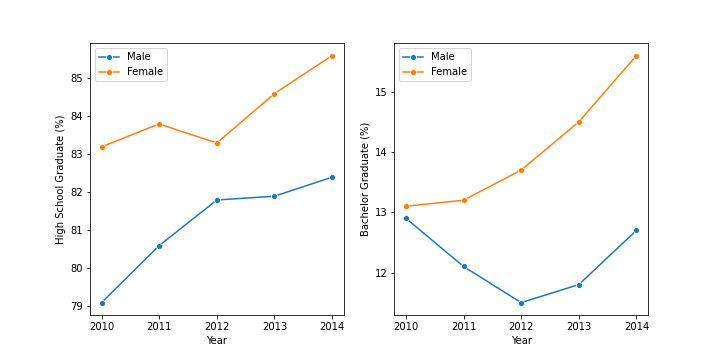 Male
Female
85
84
83
82
81
80
79
High School Graduate (%)
2010 2011 2012 2013 2014
Year
Male
Female
15
14
13
12
Bachelor Graduate (%)
2010 2011 2012 2013 2014
Year